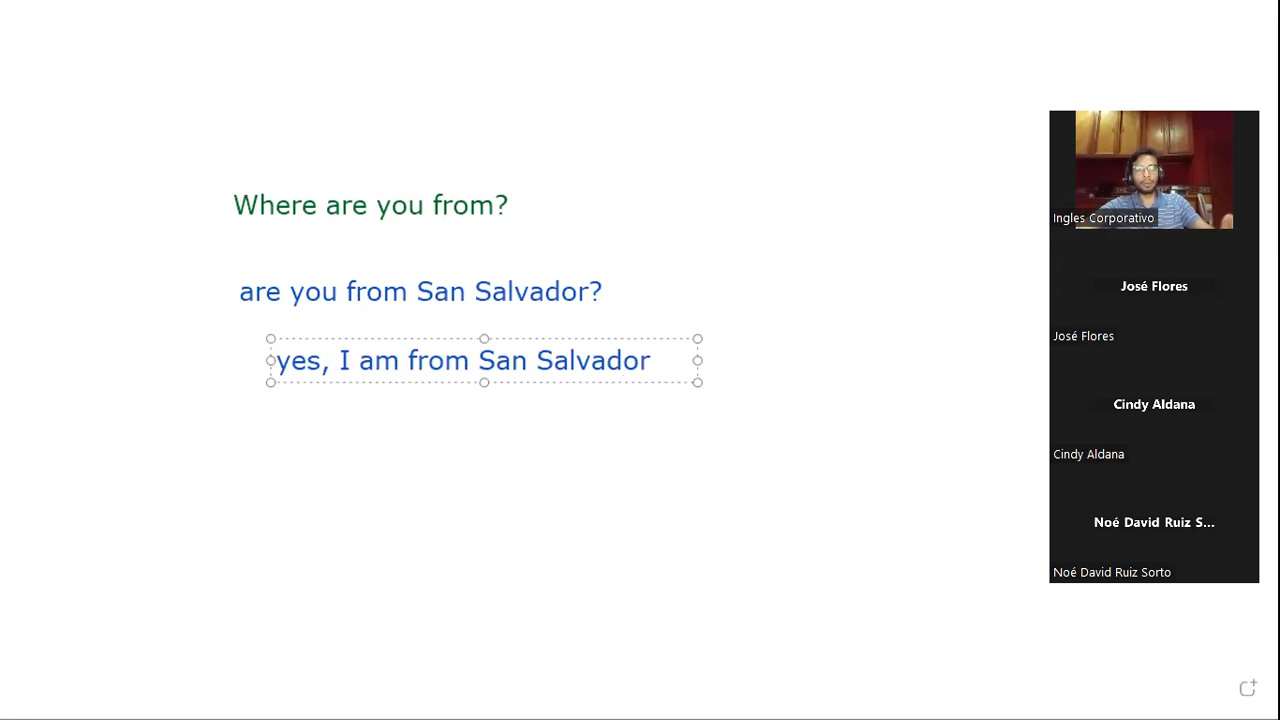 Where are you from?
are you from San Salvador?
yes, I am from San Salvador
Ingles Corporativo
José Flores
José Flores
Cindy Aldana
Cindy Aldana
Noé David Ruiz S...
Noé David Ruiz Sorto